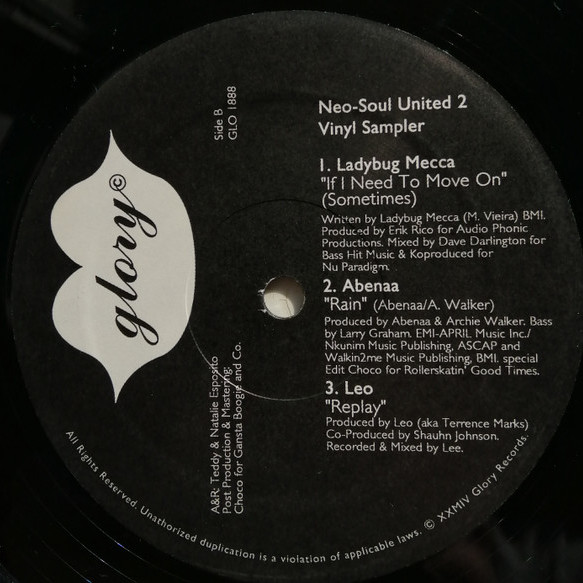 Neo-Soul United 2
Vinyl Sampler
1. Ladybug Mecca
"If I Need To Move On"
(Sometimes)
Written by Ladybug Mecca (M. Vieira) BMI.
Produced by Erik Rico for Audio Phonic
Productions. Mixed by Dave Darlington for
Bass Hit Music & Koproduced for
Nu Paradigm.
2. Abenaa
"Rain" (Abenaa/A. Walker)
Produced by Abenaa & Archie Walker. Bass
by Larry Graham. EMI-APRIL Music Inc./
Nkunim Music Publishing, ASCAP and
Walkin2me Music Publishing, BMI. special
Edit Choco for Rollerskatin' Good Times.
3. Leo
"Replay"
Produced by Leo (aka Terrence Marks)
Co-Produced by Shauhn Johnson.
Recorded & Mixed by Lee.
Side B
GLO 1888
glory©
A&R: Teddy & Natalie Esposito
Post Production & Mastering:
Choco for Gansta Boogie and Co.
All Rights Reserved. Unauthorized duplication is a violation of applicable laws. © XXMIV Glory Records.